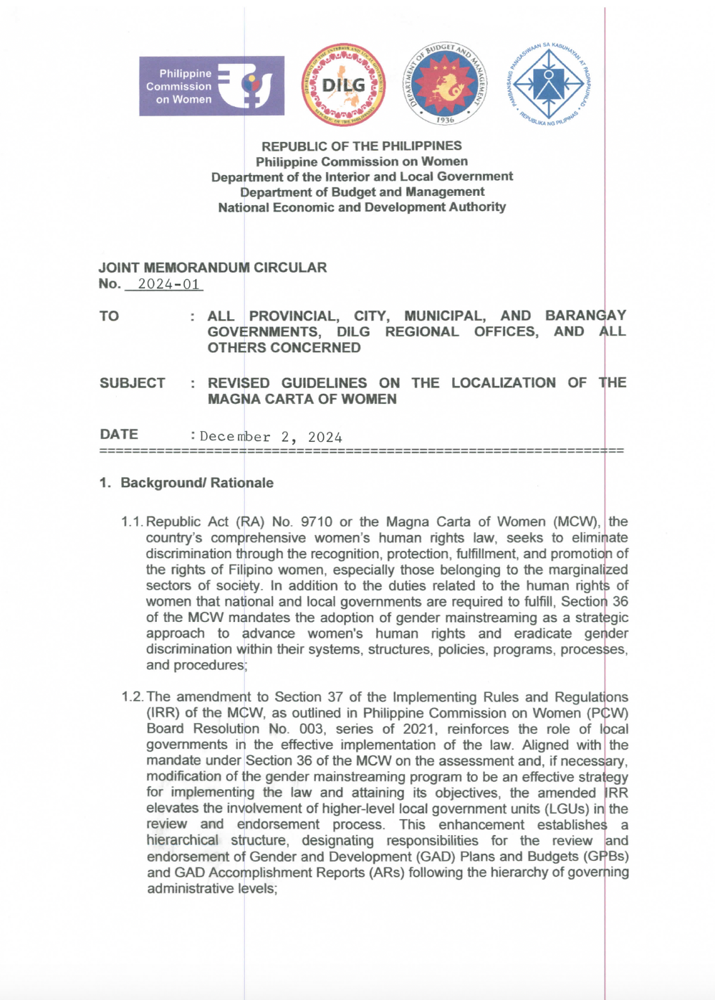 Philippine
Commission
on Women
DEPARTMENT OF THE INTERIOR AND LOCAL GOVERNMENT
DILG
REPUBLIC OF THE PHILIPPINES
DEPARTMENT OF BUDGET AND MANAGEMENT
1936
PAMBANSANG PANGASIWAAN SA KABUHAYAN AT PAGPAPAUNLAD
REPUBLIKA NG PILIPINAS
REPUBLIC OF THE PHILIPPINES
Philippine Commission on Women
Department of the Interior and Local Government
Department of Budget and Management
National Economic and Development Authority
JOINT MEMORANDUM CIRCULAR
No. 2024-01
TO : ALL PROVINCIAL, CITY, MUNICIPAL, AND BARANGAY
GOVERNMENTS, DILG REGIONAL OFFICES, AND ALL
OTHERS CONCERNED
SUBJECT : REVISED GUIDELINES ON THE LOCALIZATION OF THE
MAGNA CARTA OF WOMEN
DATE : December 2, 2024
1. Background/ Rationale
1.1. Republic Act (RA) No. 9710 or the Magna Carta of Women (MCW), the
country's comprehensive women's human rights law, seeks to eliminate
discrimination through the recognition, protection, fulfillment, and promotion of
the rights of Filipino women, especially those belonging to the marginalized
sectors of society. In addition to the duties related to the human rights of
women that national and local governments are required to fulfill, Section 36
of the MCW mandates the adoption of gender mainstreaming as a strategic
approach to advance women's human rights and eradicate gender
discrimination within their systems, structures, policies, programs, processes,
and procedures;
1.2. The amendment to Section 37 of the Implementing Rules and Regulations
(IRR) of the MCW, as outlined in Philippine Commission on Women (PCW)
Board Resolution No. 003, series of 2021, reinforces the role of local
governments in the effective implementation of the law. Aligned with the
mandate under Section 36 of the MCW on the assessment and, if necessary,
modification of the gender mainstreaming program to be an effective strategy
for implementing the law and attaining its objectives, the amended IRR
elevates the involvement of higher-level local government units (LGUs) in the
review and endorsement process. This enhancement establishes a
hierarchical structure, designating responsibilities for the review and
endorsement of Gender and Development (GAD) Plans and Budgets (GPBs)
and GAD Accomplishment Reports (ARs) following the hierarchy of governing
administrative levels;